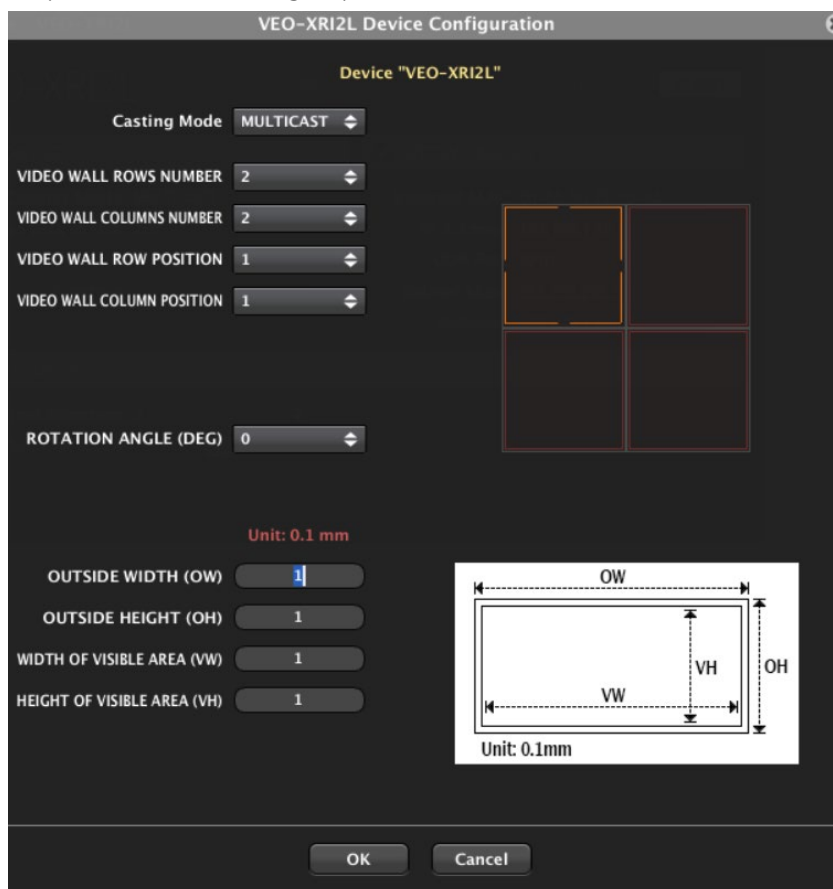 VEO-XRI2L Device Configuration
Device "VEO-XRI2L"
Casting Mode MULTICAST
VIDEO WALL ROWS NUMBER 2
VIDEO WALL COLUMNS NUMBER 2
VIDEO WALL ROW POSITION 1
VIDEO WALL COLUMN POSITION 1
ROTATION ANGLE (DEG) 0
Unit: 0.1 mm
OUTSIDE WIDTH (OW) 1
OUTSIDE HEIGHT (OH) 1
WIDTH OF VISIBLE AREA (VW) 1
HEIGHT OF VISIBLE AREA (VH) 1
OW
VH
OH
VW
Unit: 0.1mm
OK Cancel